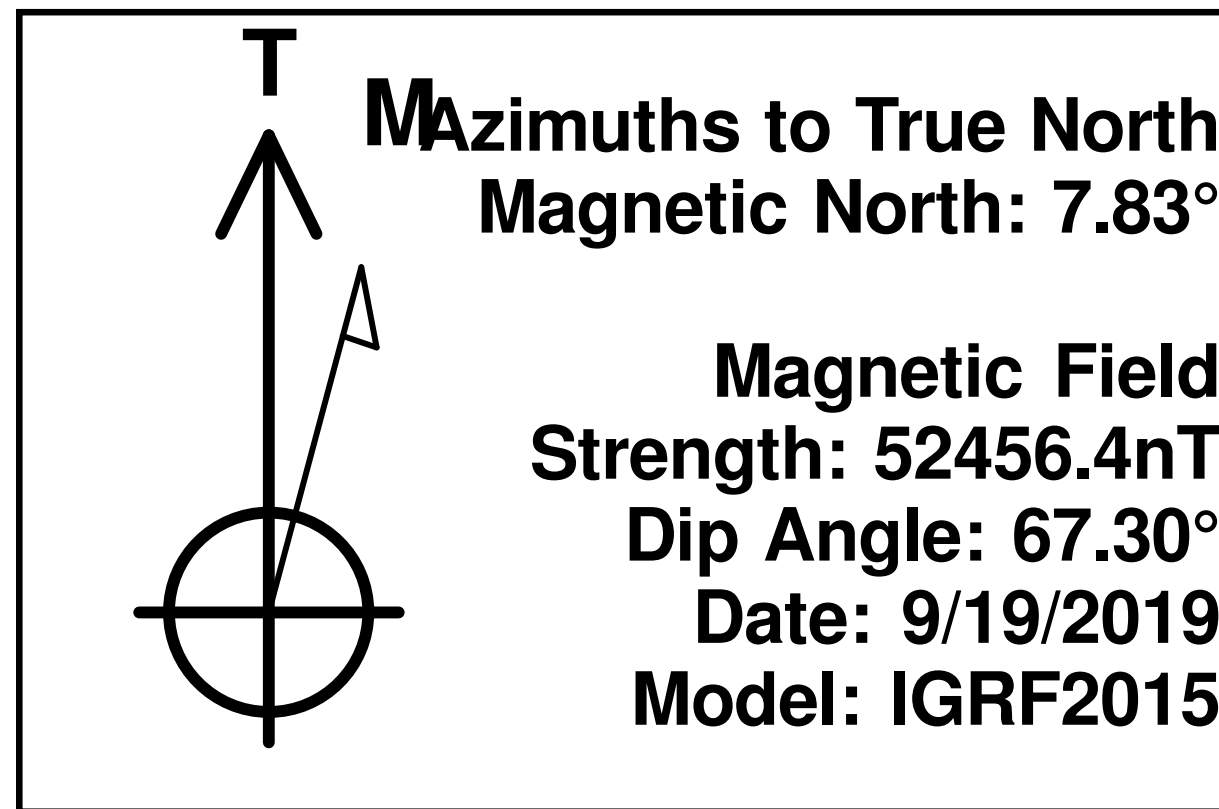 T
M
Azimuths to True North
Magnetic North: 7.83°
Magnetic Field
Strength: 52456.4nT
Dip Angle: 67.30°
Date: 9/19/2019
Model: IGRF2015